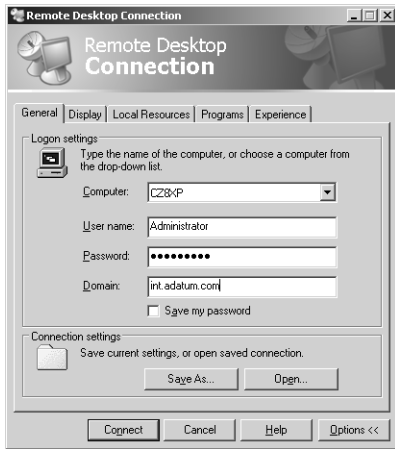 Remote Desktop Connection
Remote Desktop
Connection
General Display Local Resources Programs Experience
Logon settings
Type the name of the computer, or choose a computer from
the drop-down list.
Computer: CZ8XP
User name: Administrator
Password: •••••••••
Domain: int.adatum.com
Save my password
Connection settings
Save current settings, or open saved connection.
Save As... Open...
Connect Cancel Help Options <<